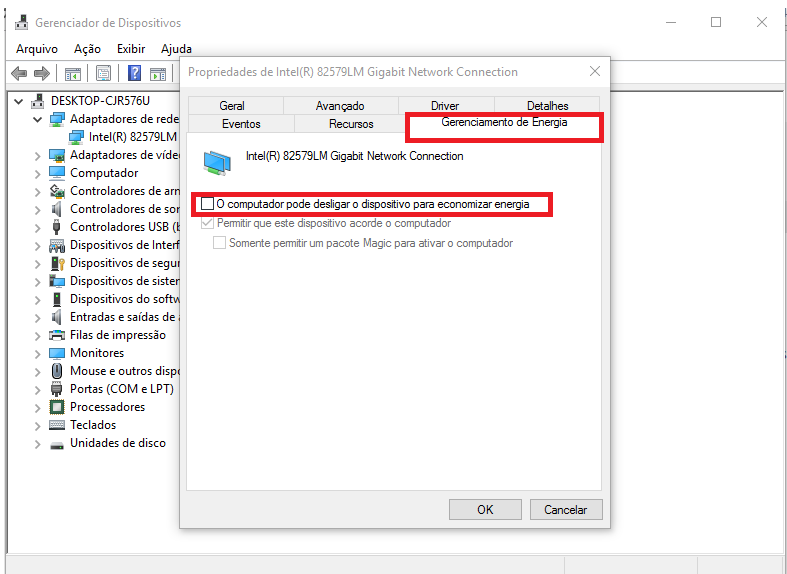 Gerenciador de Dispositivos
Arquivo Ação Exibir Ajuda
DESKTOP-CJR576U
Adaptadores de rede
Intel(R) 82579LM
Adaptadores de víde
Computador
Controladores de arn
Controladores de sor
Controladores USB (
Dispositivos de Interf
Dispositivos de segur
Dispositivos de sister
Dispositivos do softw
Entradas e saídas de
Filas de impressão
Monitores
Mouse e outros dispo
Portas (COM e LPT)
Processadores
Teclados
Unidades de disco
Propriedades de Intel(R) 82579LM Gigabit Network Connection
Geral Avançado Driver Detalhes
Eventos Recursos Gerenciamento de Energia
Intel(R) 82579LM Gigabit Network Connection
O computador pode desligar o dispositivo para economizar energia
Permitir que este dispositivo acorde o computador
Somente permitir um pacote Magic para ativar o computador
OK Cancelar